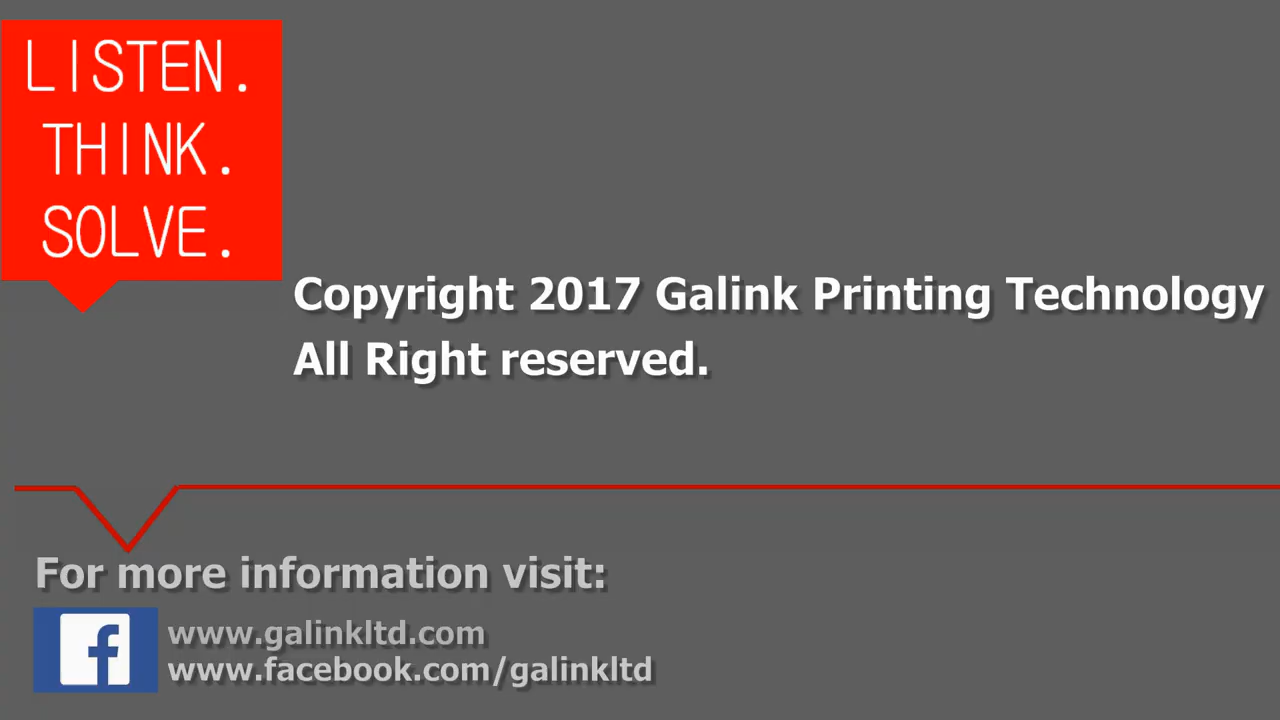 LISTEN.
THINK.
SOLVE.
Copyright 2017 Galink Printing Technology
All Right reserved.
For more information visit:
www.galinkltd.com
www.facebook.com/galinkltd